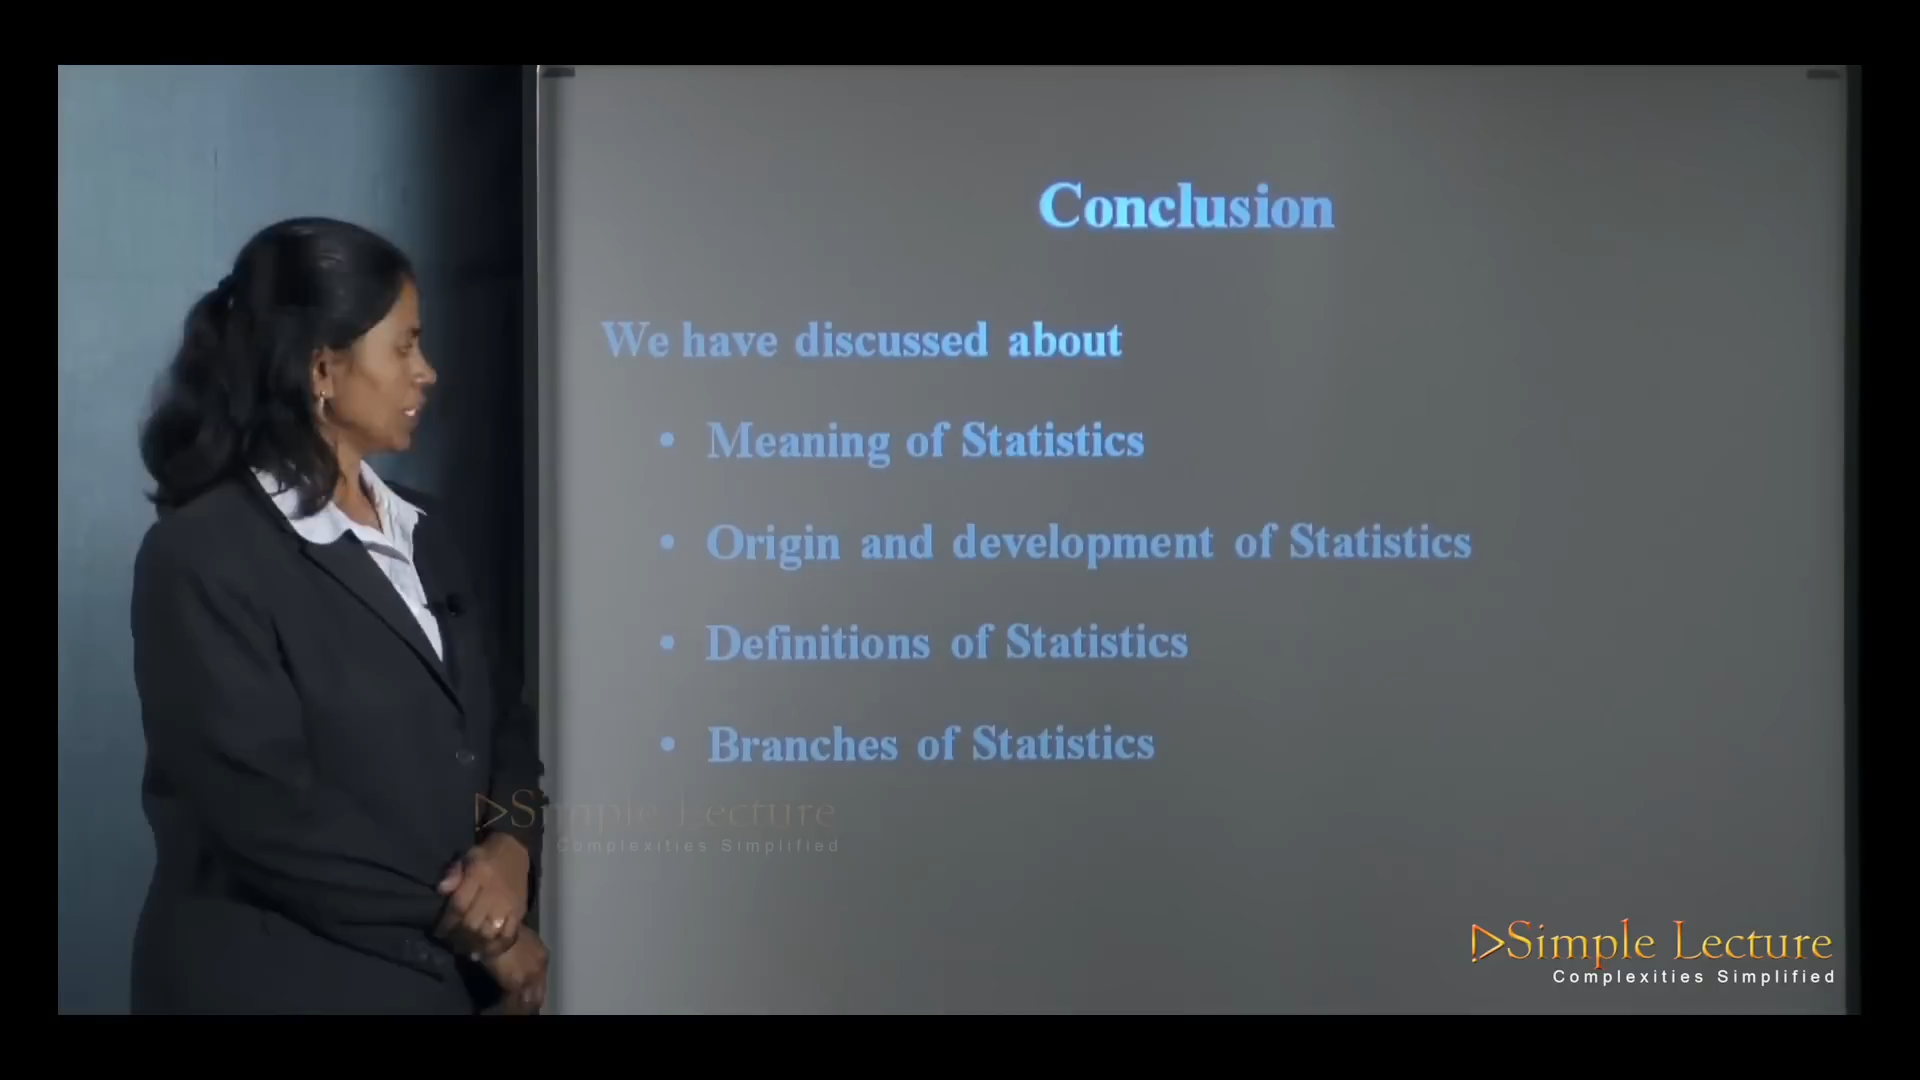 Conclusion
We have discussed about
• Meaning of Statistics
• Origin and development of Statistics
• Definitions of Statistics
• Branches of Statistics
Simple Lecture
Complexities Simplified
Simple Lecture
Complexities Simplified